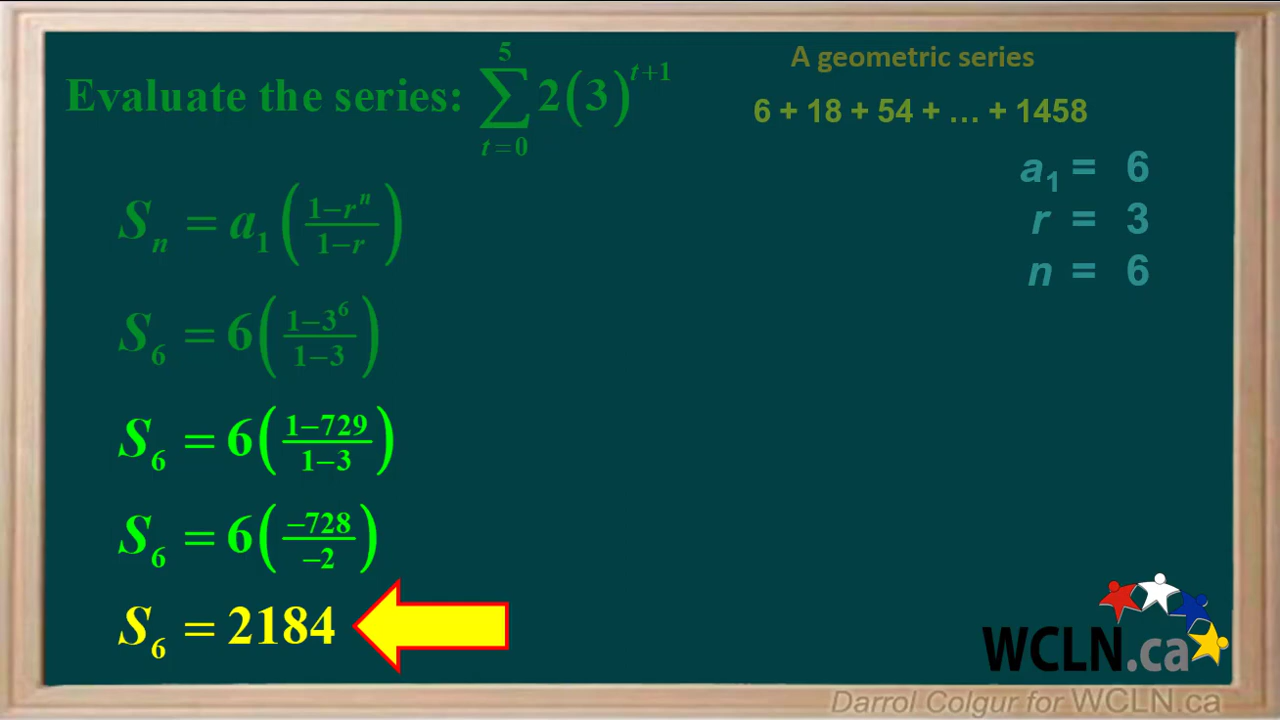 Evaluate the series: ∑_{t=0}^{5} 2(3)^{t+1}
A geometric series
6 + 18 + 54 + … + 1458
a₁ = 6
r = 3
n = 6
Sₙ = a₁((1−rⁿ)/(1−r))
S₆ = 6((1−3⁶)/(1−3))
S₆ = 6((1−729)/(1−3))
S₆ = 6((−728)/(−2))
S₆ = 2184
WCLN.ca
Darrol Colgur for WCLN.ca